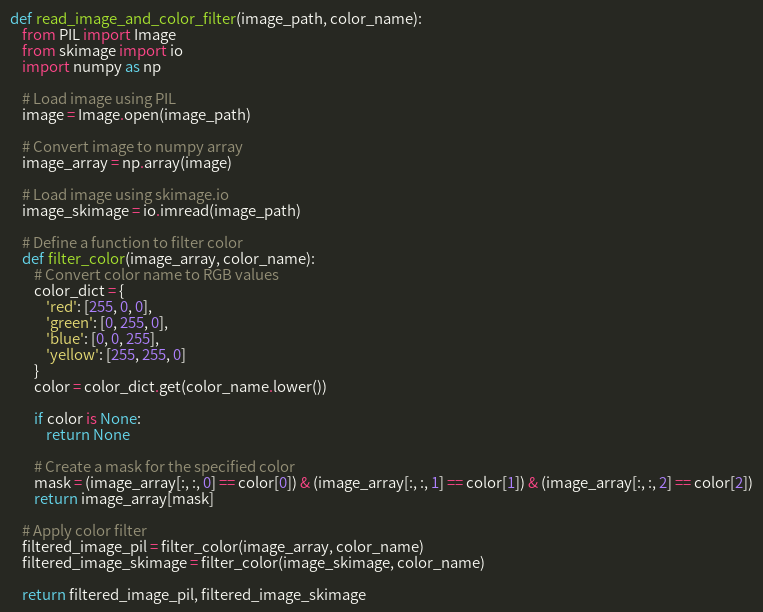 def read_image_and_color_filter(image_path, color_name):
    from PIL import Image
    from skimage import io
    import numpy as np

    # Load image using PIL
    image = Image.open(image_path)

    # Convert image to numpy array
    image_array = np.array(image)

    # Load image using skimage.io
    image_skimage = io.imread(image_path)

    # Define a function to filter color
    def filter_color(image_array, color_name):
        # Convert color name to RGB values
        color_dict = {
            'red': [255, 0, 0],
            'green': [0, 255, 0],
            'blue': [0, 0, 255],
            'yellow': [255, 255, 0]
        }
        color = color_dict.get(color_name.lower())

        if color is None:
            return None

        # Create a mask for the specified color
        mask = (image_array[:, :, 0] == color[0]) & (image_array[:, :, 1] == color[1]) & (image_array[:, :, 2] == color[2])
        return image_array[mask]

    # Apply color filter
    filtered_image_pil = filter_color(image_array, color_name)
    filtered_image_skimage = filter_color(image_skimage, color_name)

    return filtered_image_pil, filtered_image_skimage